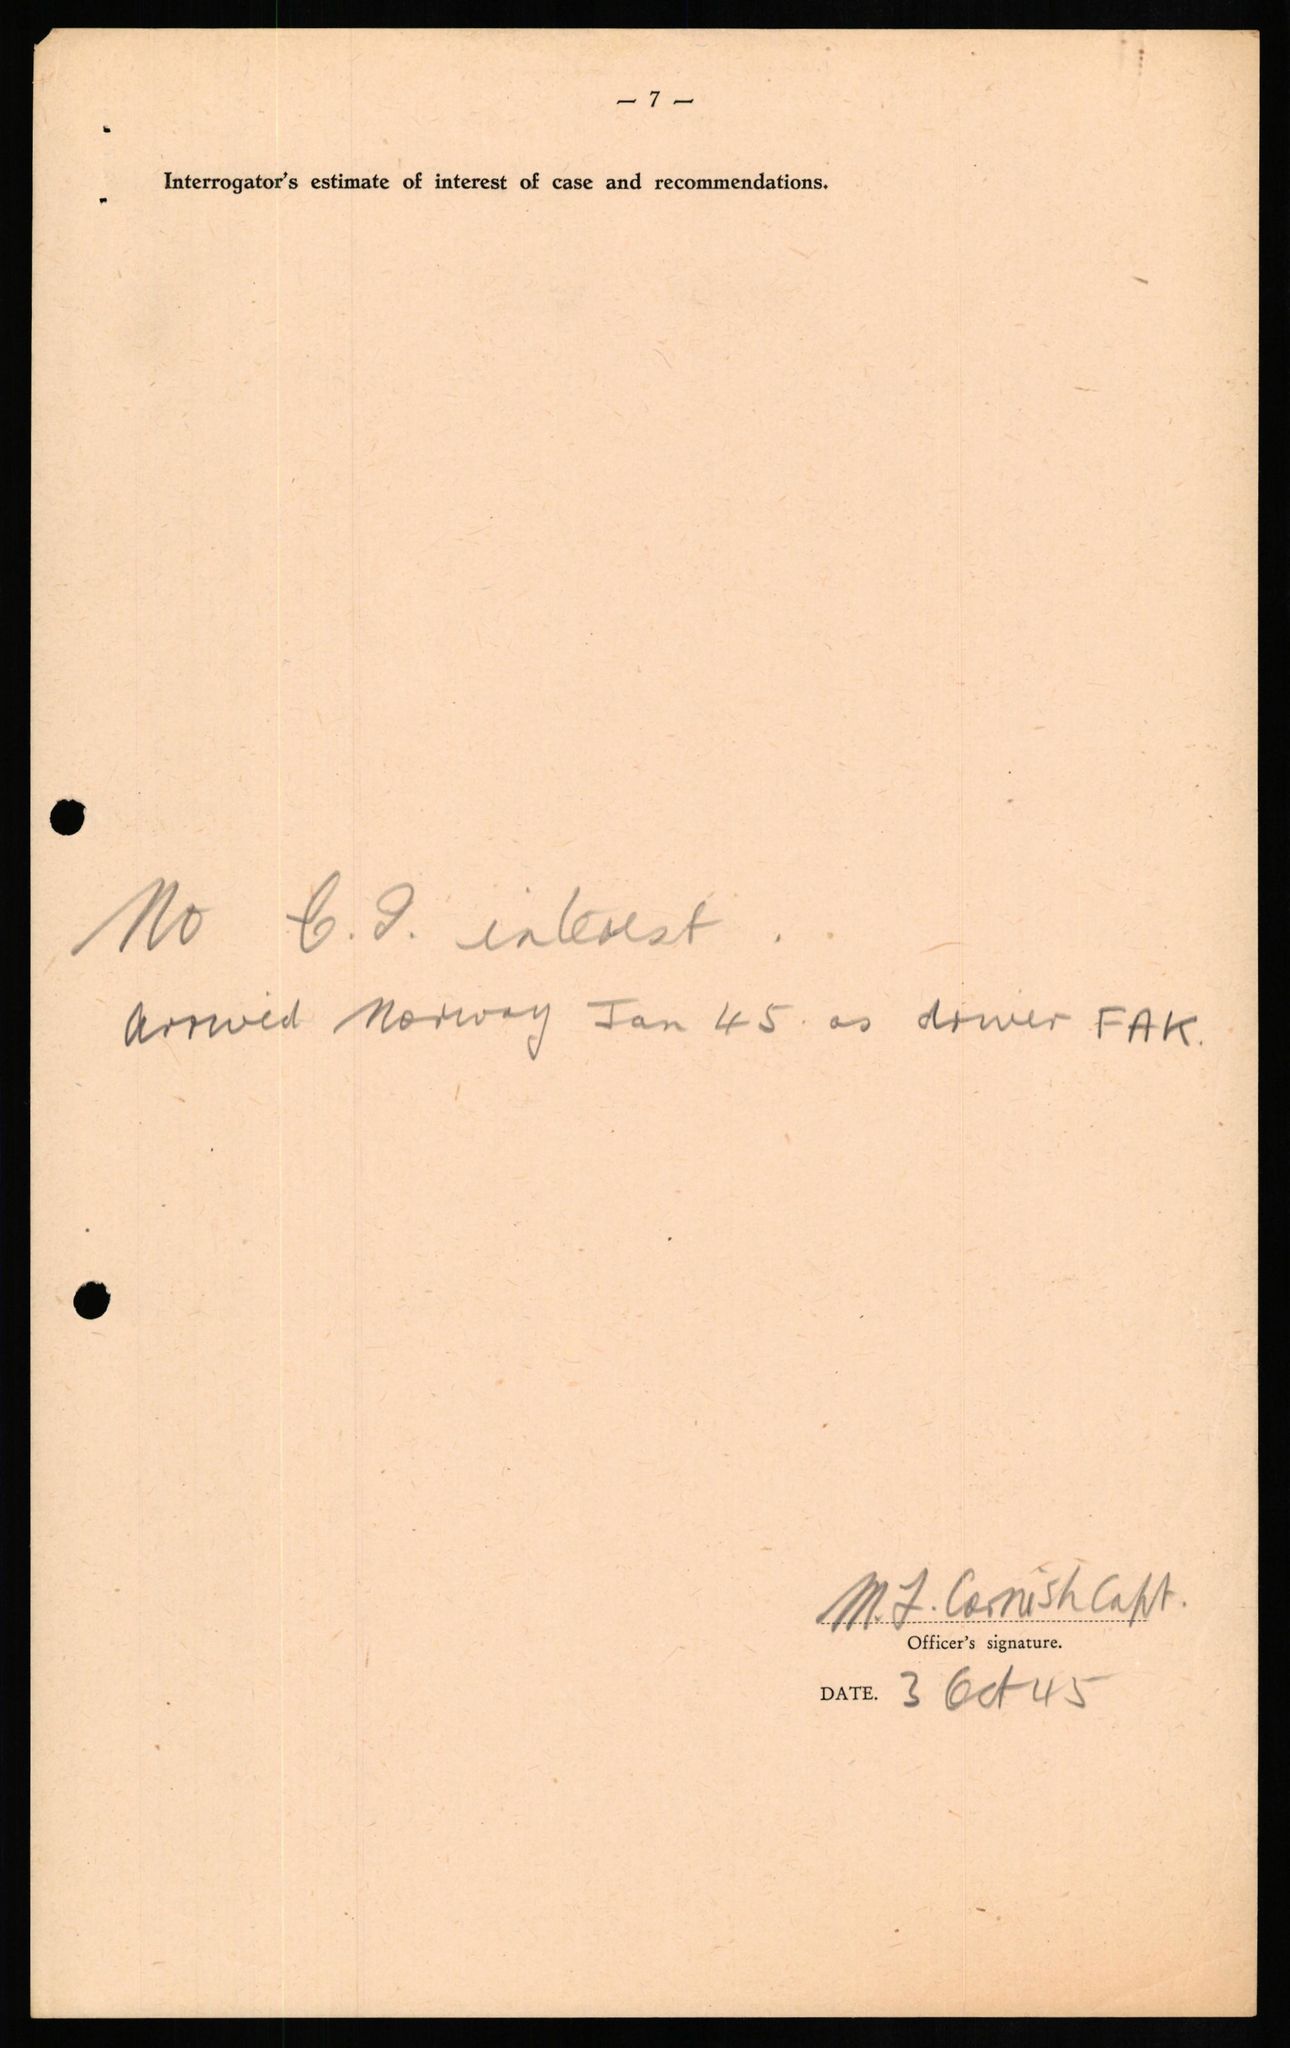 — 7 —
Interrogator's estimate of interest of case and recommendations.
No C.I. interest.
Arrived Norway Jan 45 as driver FAK.
M.F. Cornish Capt.
Officer's signature.
DATE. 3 Oct 45